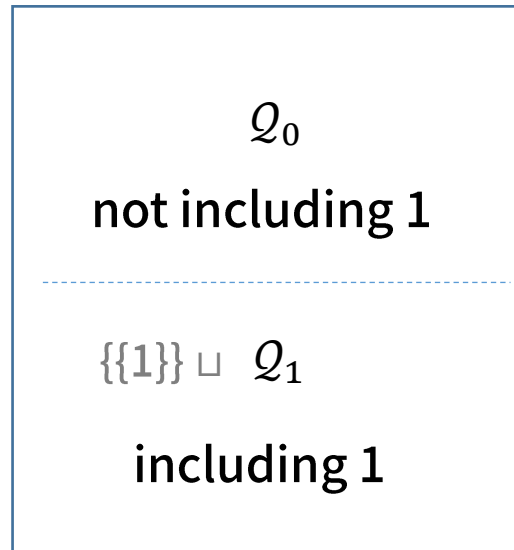 𝒬₀
not including 1
{{1}} ⊔ 𝒬₁
including 1